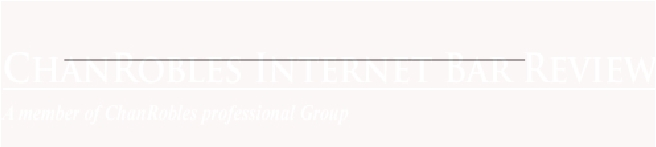 ChanRobles Internet Bar Review
A member of ChanRobles professional Group